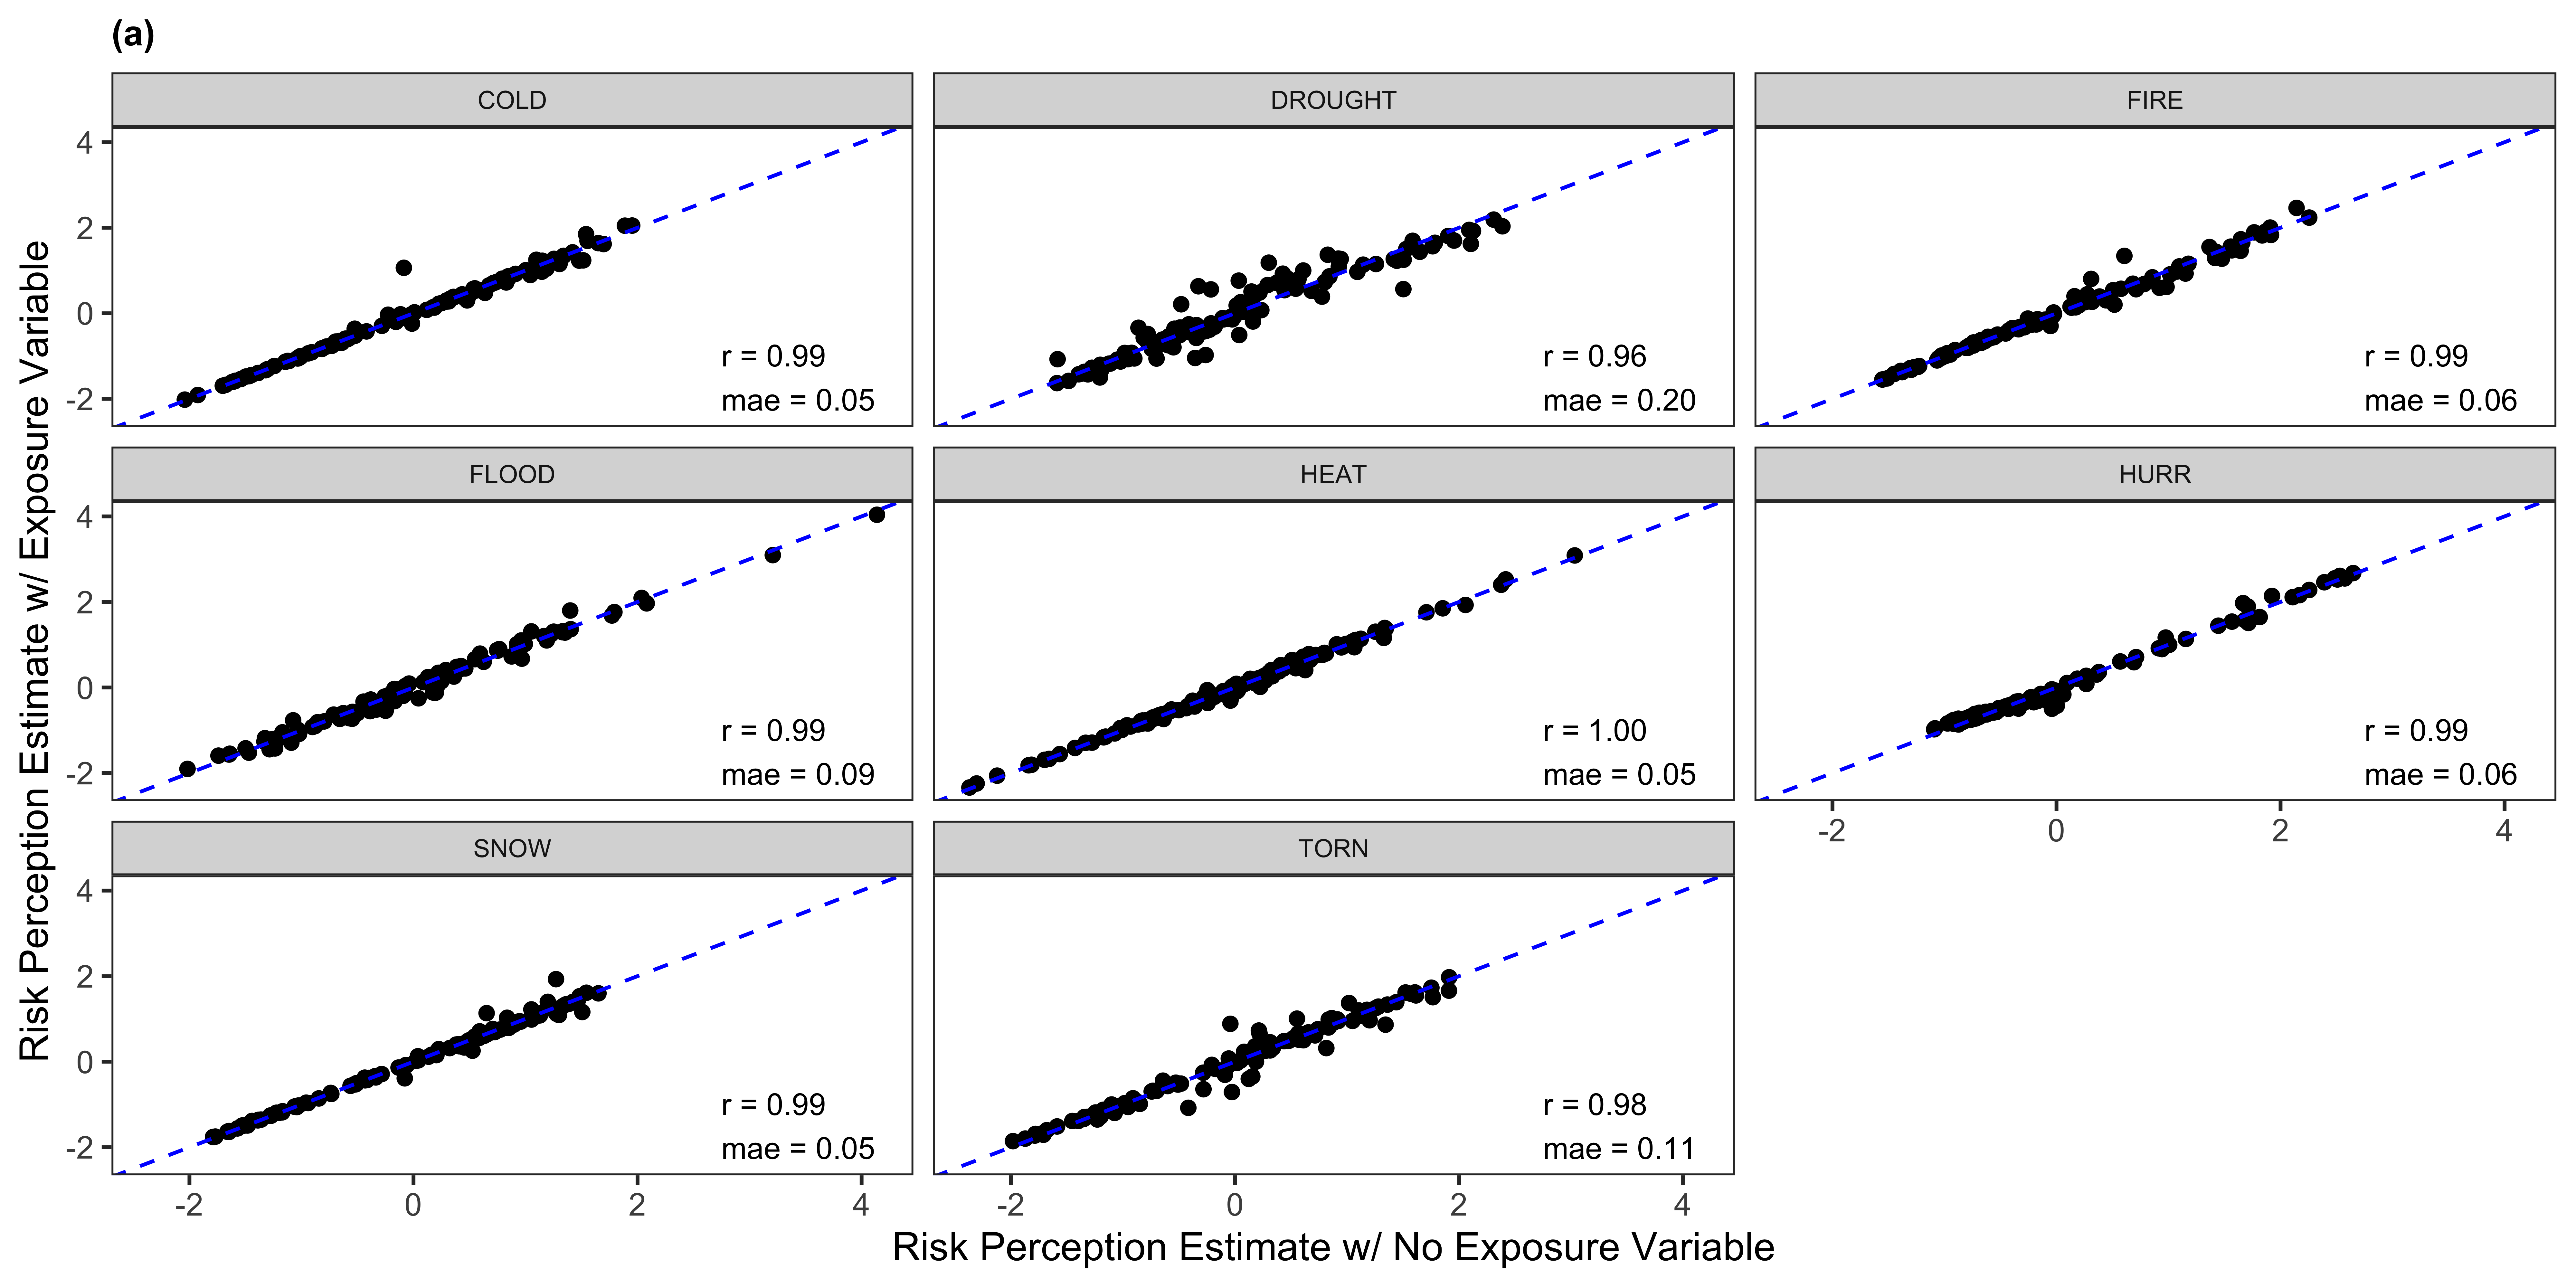 (a)
COLD
DROUGHT
FIRE
4
2
0
-2
r = 0.99
mae = 0.05
r = 0.96
mae = 0.20
r = 0.99
mae = 0.06
FLOOD
HEAT
HURR
4
2
0
-2
r = 0.99
mae = 0.09
r = 1.00
mae = 0.05
r = 0.99
mae = 0.06
-2 0 2 4
SNOW
TORN
4
2
0
-2
r = 0.99
mae = 0.05
r = 0.98
mae = 0.11
-2 0 2 4
-2 0 2 4
Risk Perception Estimate w/ No Exposure Variable
Risk Perception Estimate w/ Exposure Variable